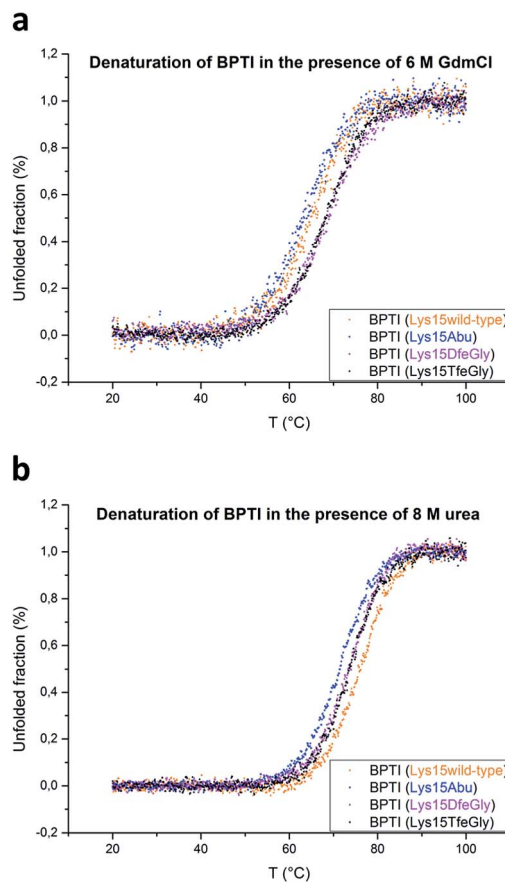 a
Denaturation of BPTI in the presence of 6 M GdmCl
1,2
1,0
0,8
0,6
0,4
0,2
0,0
-0,2
Unfolded fraction (%)
BPTI (Lys15wild-type)
BPTI (Lys15Abu)
BPTI (Lys15DfeGly)
BPTI (Lys15TfeGly)
20 40 60 80 100
T (°C)
b
Denaturation of BPTI in the presence of 8 M urea
1,2
1,0
0,8
0,6
0,4
0,2
0,0
-0,2
Unfolded fraction (%)
BPTI (Lys15wild-type)
BPTI (Lys15Abu)
BPTI (Lys15DfeGly)
BPTI (Lys15TfeGly)
20 40 60 80 100
T (°C)